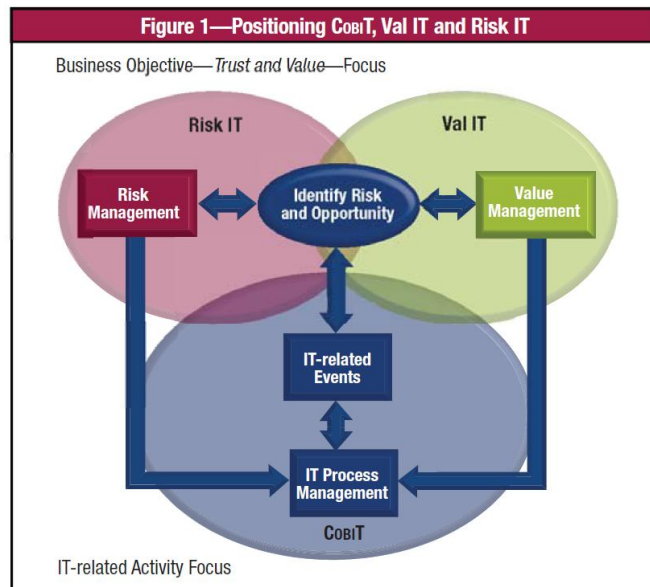 Figure 1—Positioning COBIT, Val IT and Risk IT
Business Objective—Trust and Value—Focus
Risk IT
Val IT
Risk
Management
Identify Risk
and Opportunity
Value
Management
IT-related
Events
IT Process
Management
COBIT
IT-related Activity Focus